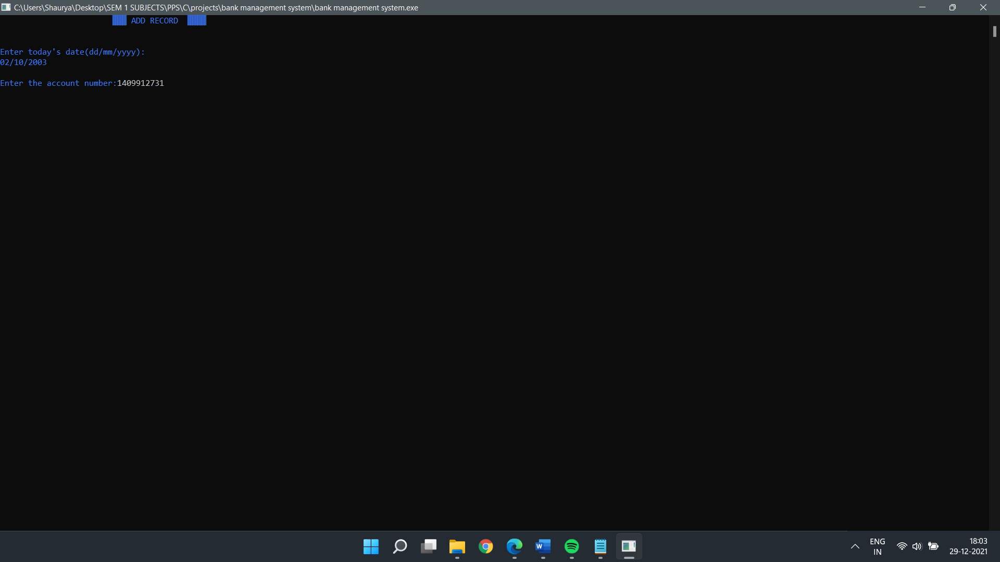 C:\Users\Shaurya\Desktop\SEM 1 SUBJECTS\PPS\C\projects\bank management system\bank management system.exe
▓▓▓ ADD RECORD  ▓▓▓▓
Enter today's date(dd/mm/yyyy):
02/10/2003
Enter the account number:1409912731
W
ENG
IN
18:03
29-12-2021